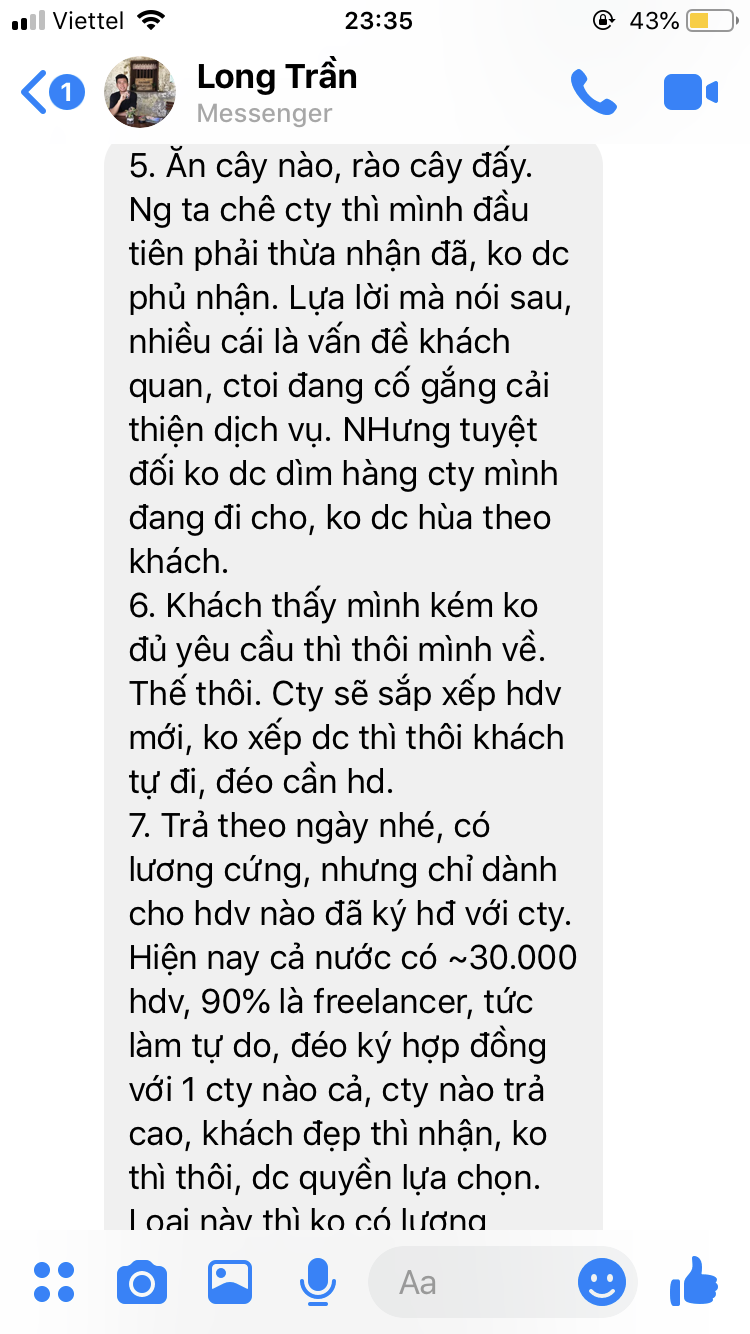 Viettel 23:35 43%
1
Long Trần
Messenger
5. Ăn cây nào, rào cây đấy.
Ng ta chê cty thì mình đầu
tiên phải thừa nhận đã, ko dc
phủ nhận. Lựa lời mà nói sau,
nhiều cái là vấn đề khách
quan, ctoi đang cố gắng cải
thiện dịch vụ. NHưng tuyệt
đối ko dc dìm hàng cty mình
đang đi cho, ko dc hùa theo
khách.
6. Khách thấy mình kém ko
đủ yêu cầu thì thôi mình về.
Thế thôi. Cty sẽ sắp xếp hdv
mới, ko xếp dc thì thôi khách
tự đi, đéo cần hd.
7. Trả theo ngày nhé, có
lương cứng, nhưng chỉ dành
cho hdv nào đã ký hđ với cty.
Hiện nay cả nước có ~30.000
hdv, 90% là freelancer, tức
làm tự do, đéo ký hợp đồng
với 1 cty nào cả, cty nào trả
cao, khách đẹp thì nhận, ko
thì thôi, dc quyền lựa chọn.
Loại này thì ko có lương
Aa